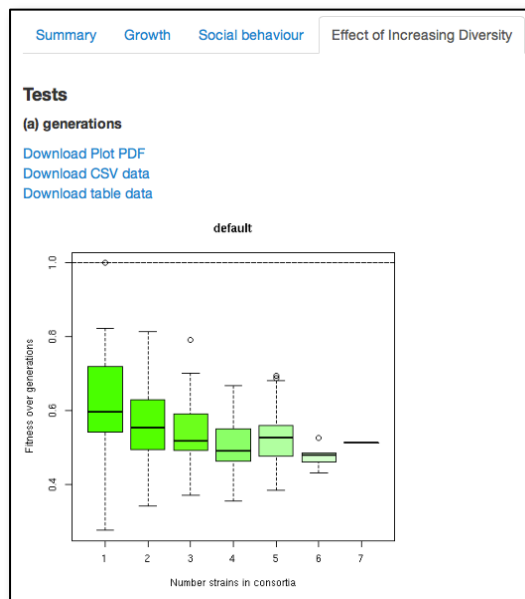 Summary Growth Social behaviour Effect of Increasing Diversity
Tests
(a) generations
Download Plot PDF
Download CSV data
Download table data
default
1.0
0.8
0.6
0.4
Fitness over generations
1 2 3 4 5 6 7
Number strains in consortia